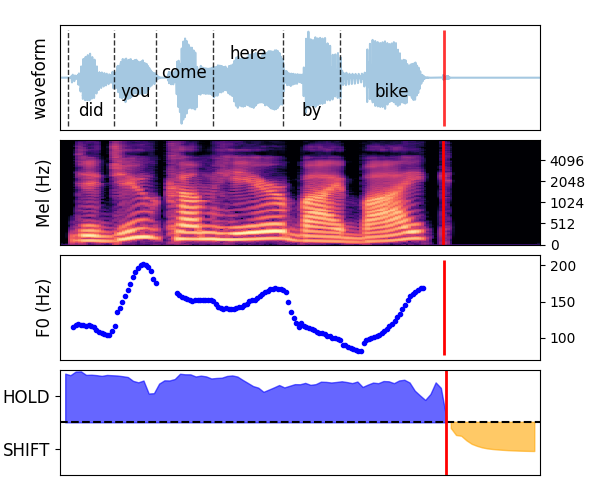 waveform
did
you
come
here
by
bike
Mel (Hz)
4096
2048
1024
512
0
F0 (Hz)
200
150
100
HOLD
SHIFT